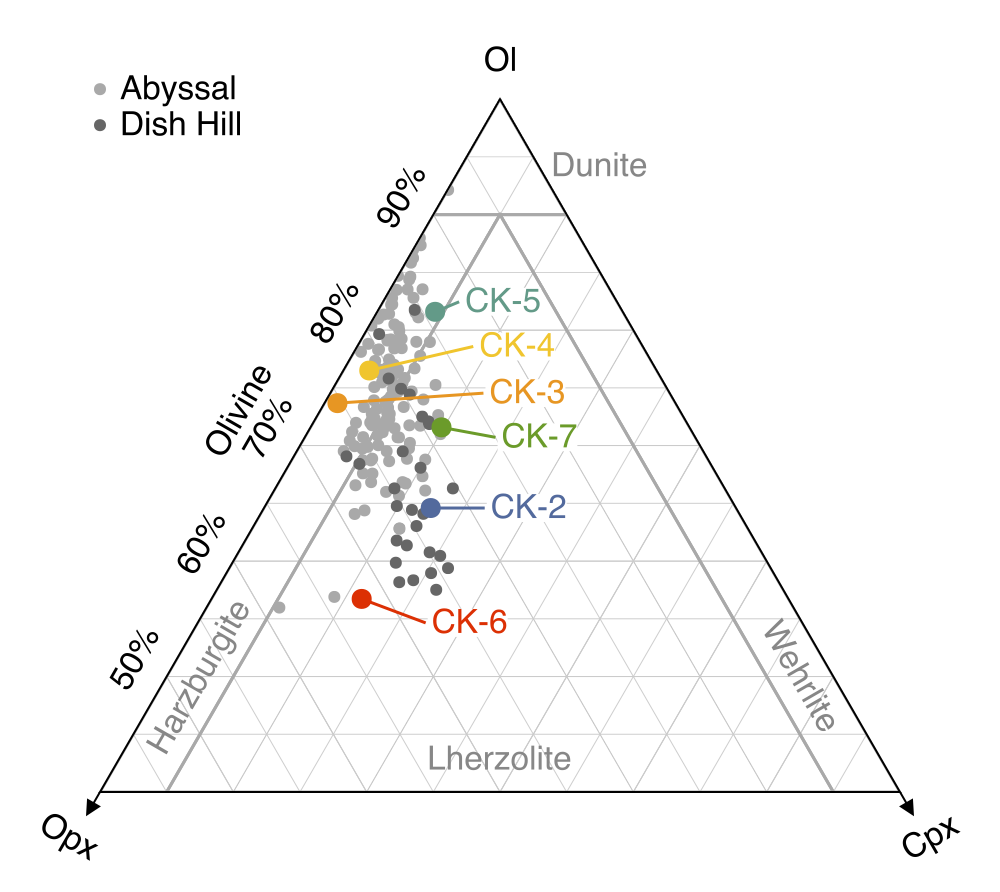 Ol
Abyssal
Dish Hill
Dunite
90%
CK-5
80%
CK-4
CK-3
Olivine
70%
CK-7
CK-2
60%
CK-6
50%
Harzburgite
Wehrlite
Lherzolite
Opx
Cpx